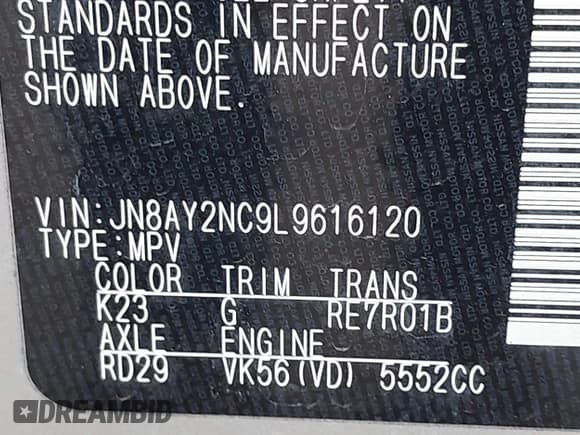 STANDARDS IN EFFECT ON
THE DATE OF MANUFACTURE
SHOWN ABOVE.
VIN:JN8AY2NC9L9616120
TYPE:MPV
COLOR TRIM TRANS
K23 G RE7R01B
AXLE ENGINE
RD29 VK56(VD) 5552CC
DREAMBID